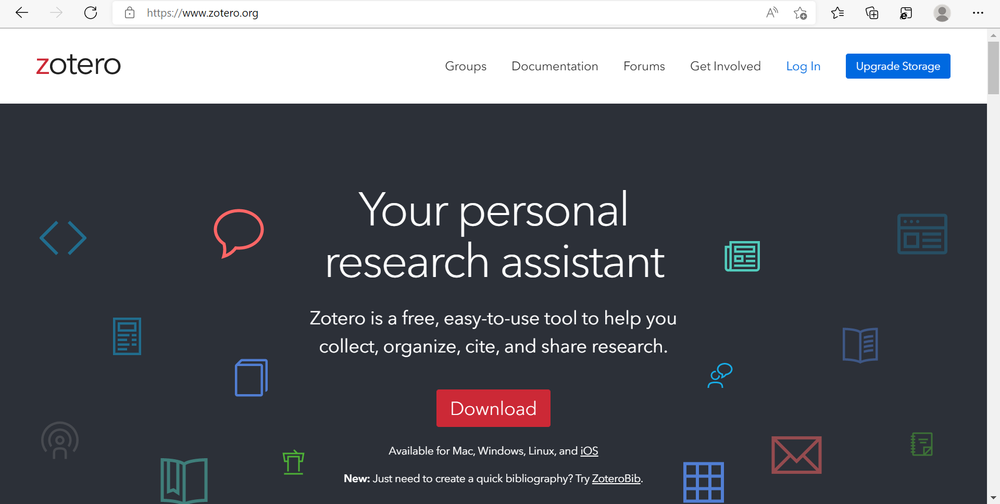 https://www.zotero.org
zotero
Groups Documentation Forums Get Involved Log In Upgrade Storage
Your personal
research assistant
Zotero is a free, easy-to-use tool to help you
collect, organize, cite, and share research.
Download
Available for Mac, Windows, Linux, and iOS
New: Just need to create a quick bibliography? Try ZoteroBib.